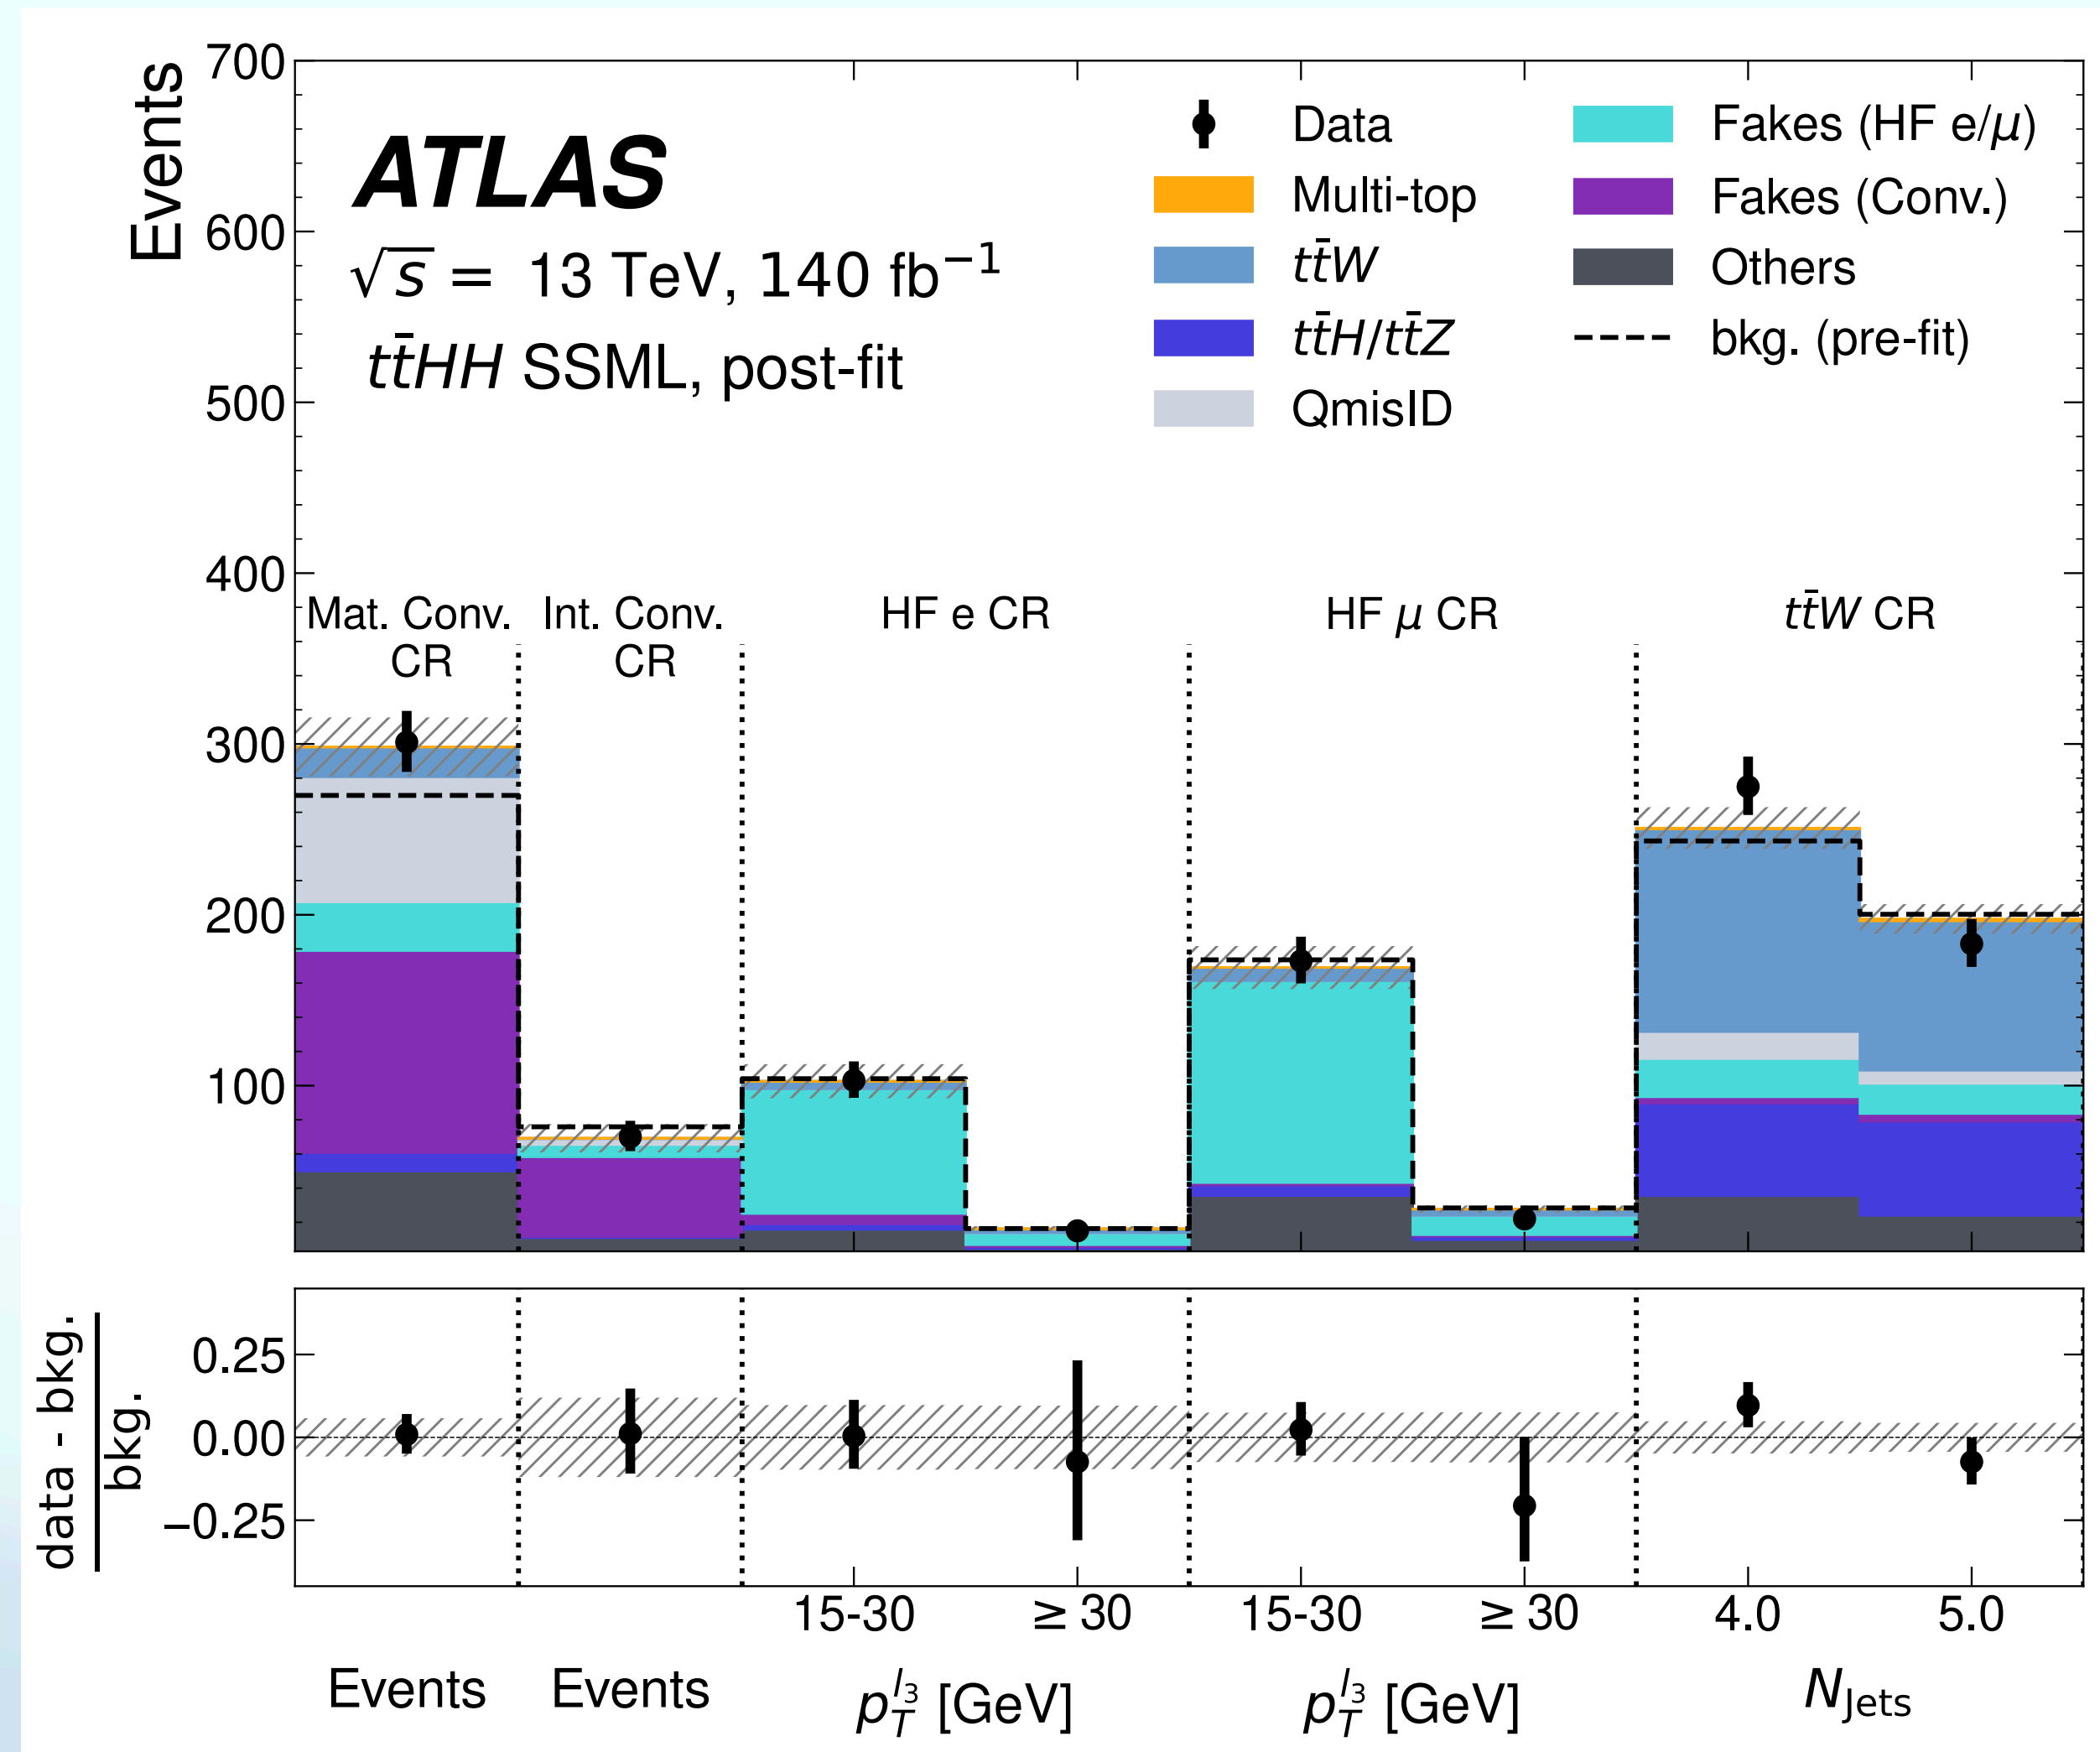 Events
700
600
500
400
300
200
100
ATLAS
√s = 13 TeV, 140 fb⁻¹
tt̄HH SSML, post-fit
Data
Multi-top
tt̄W
tt̄H/tt̄Z
QmisID
Fakes (HF e/μ)
Fakes (Conv.)
Others
bkg. (pre-fit)
Mat. Conv.
CR
Int. Conv.
CR
HF e CR
HF μ CR
tt̄W CR
data - bkg.
bkg.
0.25
0.00
−0.25
15-30 ≥ 30 15-30 ≥ 30 4.0 5.0
Events Events p_T^{l_3} [GeV] p_T^{l_3} [GeV] N_Jets